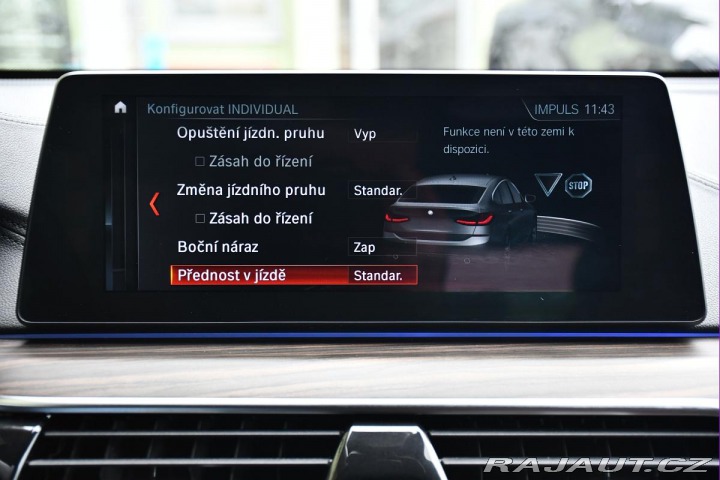 Konfigurovat INDIVIDUAL
IMPULS 11:43
Opuštění jízdn. pruhu Vyp
Zásah do řízení
Změna jízdního pruhu Standar.
Zásah do řízení
Boční náraz Zap
Přednost v jízdě Standar.
Funkce není v této zemi k
dispozici.
STOP
RAJAUT.CZ